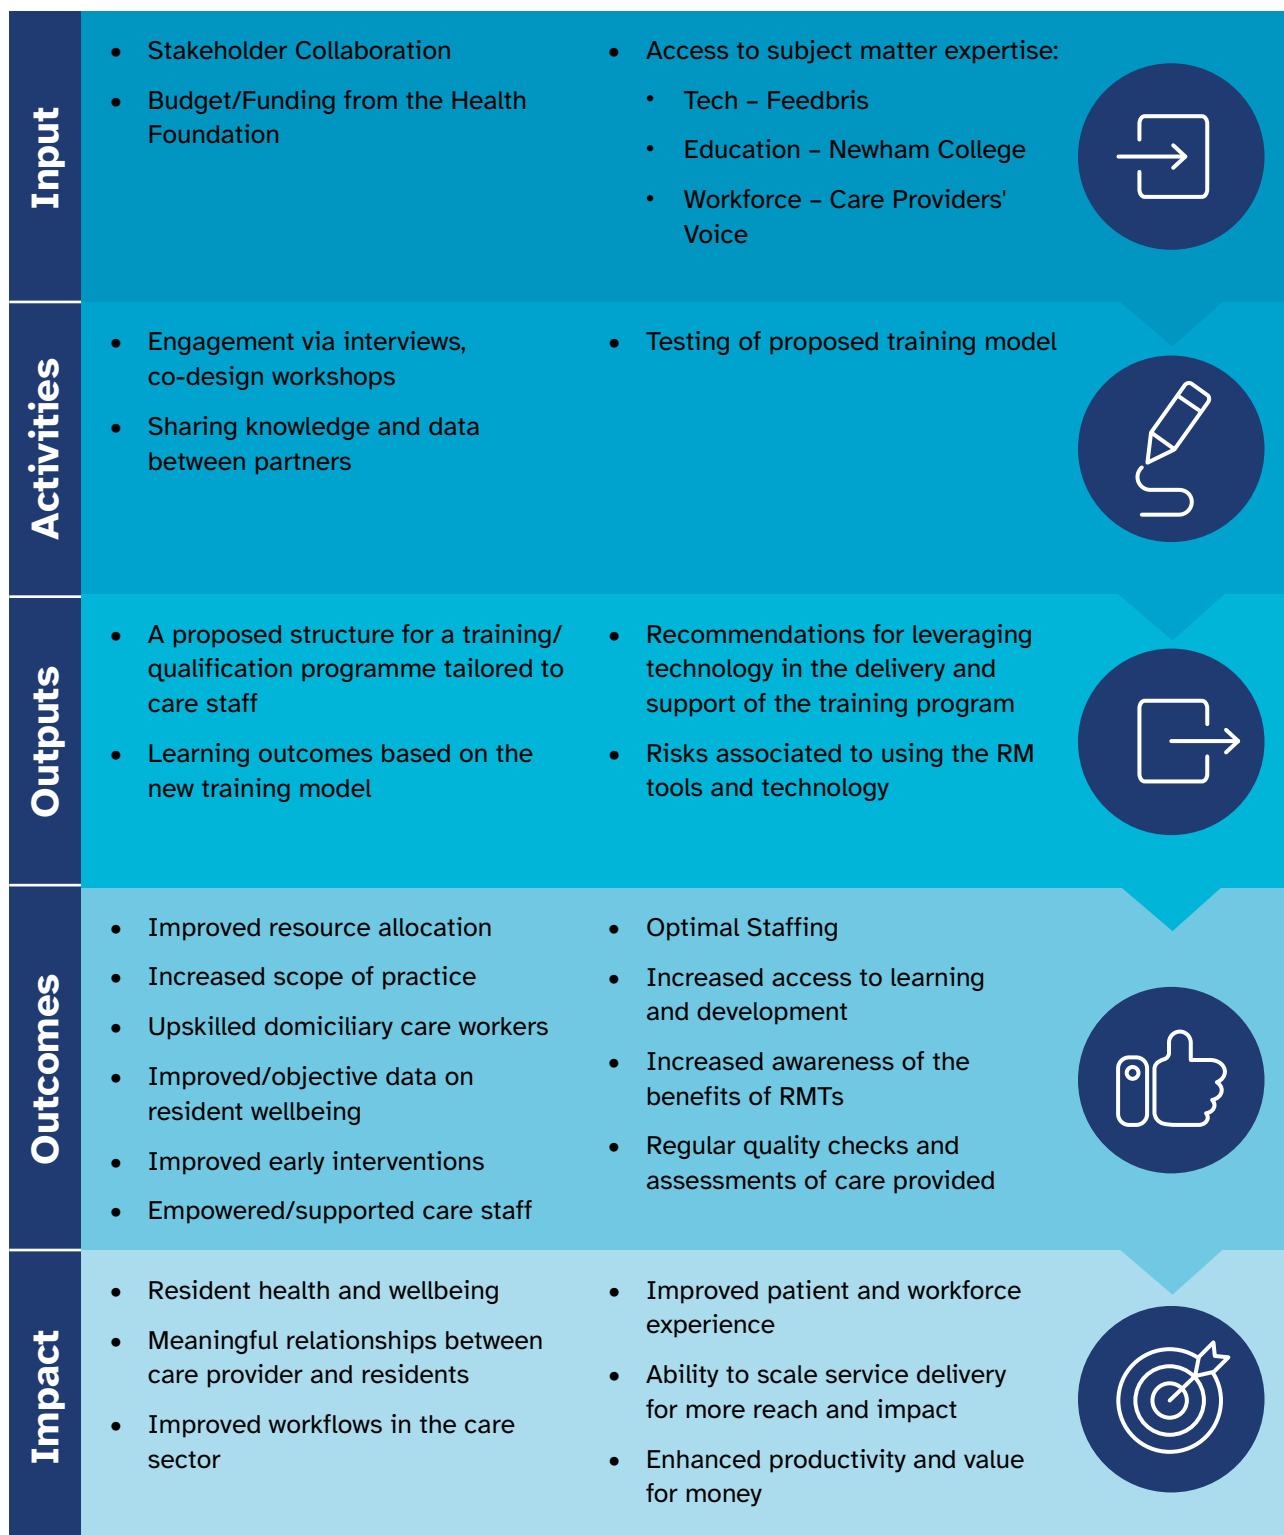 Input
• Stakeholder Collaboration
• Budget/Funding from the Health
Foundation
• Access to subject matter expertise:
• Tech – Feedbris
• Education – Newham College
• Workforce – Care Providers'
Voice
Activities
• Engagement via interviews,
co-design workshops
• Sharing knowledge and data
between partners
• Testing of proposed training model
Outputs
• A proposed structure for a training/
qualification programme tailored to
care staff
• Learning outcomes based on the
new training model
• Recommendations for leveraging
technology in the delivery and
support of the training program
• Risks associated to using the RM
tools and technology
Outcomes
• Improved resource allocation
• Increased scope of practice
• Upskilled domiciliary care workers
• Improved/objective data on
resident wellbeing
• Improved early interventions
• Empowered/supported care staff
• Optimal Staffing
• Increased access to learning
and development
• Increased awareness of the
benefits of RMTs
• Regular quality checks and
assessments of care provided
Impact
• Resident health and wellbeing
• Meaningful relationships between
care provider and residents
• Improved workflows in the care
sector
• Improved patient and workforce
experience
• Ability to scale service delivery
for more reach and impact
• Enhanced productivity and value
for money